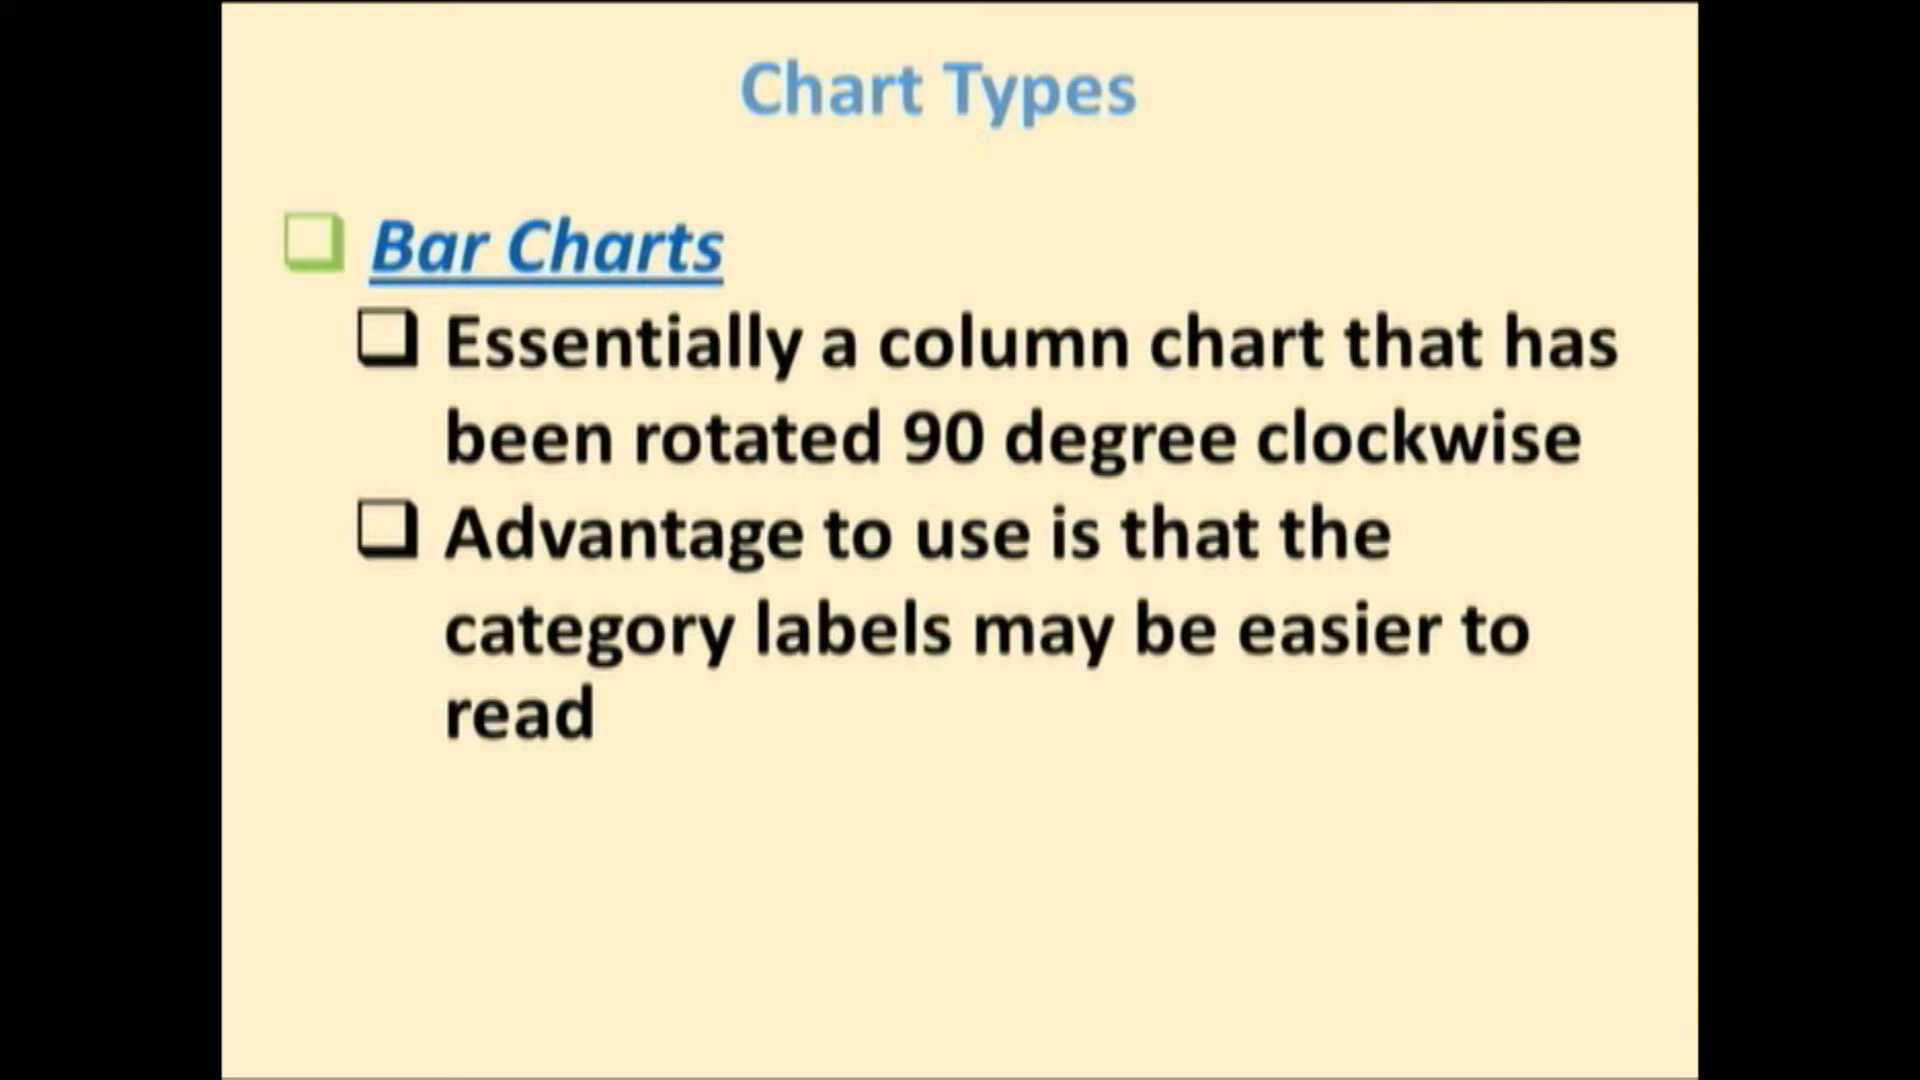 Chart Types
Bar Charts
Essentially a column chart that has
been rotated 90 degree clockwise
Advantage to use is that the
category labels may be easier to
read